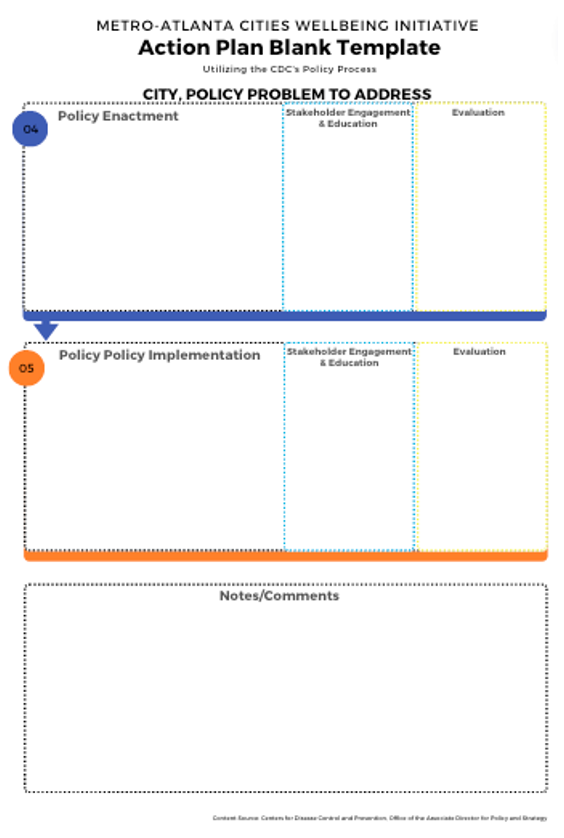 METRO-ATLANTA CITIES WELLBEING INITIATIVE
Action Plan Blank Template
Utilizing the CDC's Policy Process
CITY, POLICY PROBLEM TO ADDRESS
04
Policy Enactment
Stakeholder Engagement
& Education
Evaluation
05
Policy Policy Implementation
Stakeholder Engagement
& Education
Evaluation
Notes/Comments
Content Source: Centers for Disease Control and Prevention, Office of the Associate Director for Policy and Strategy